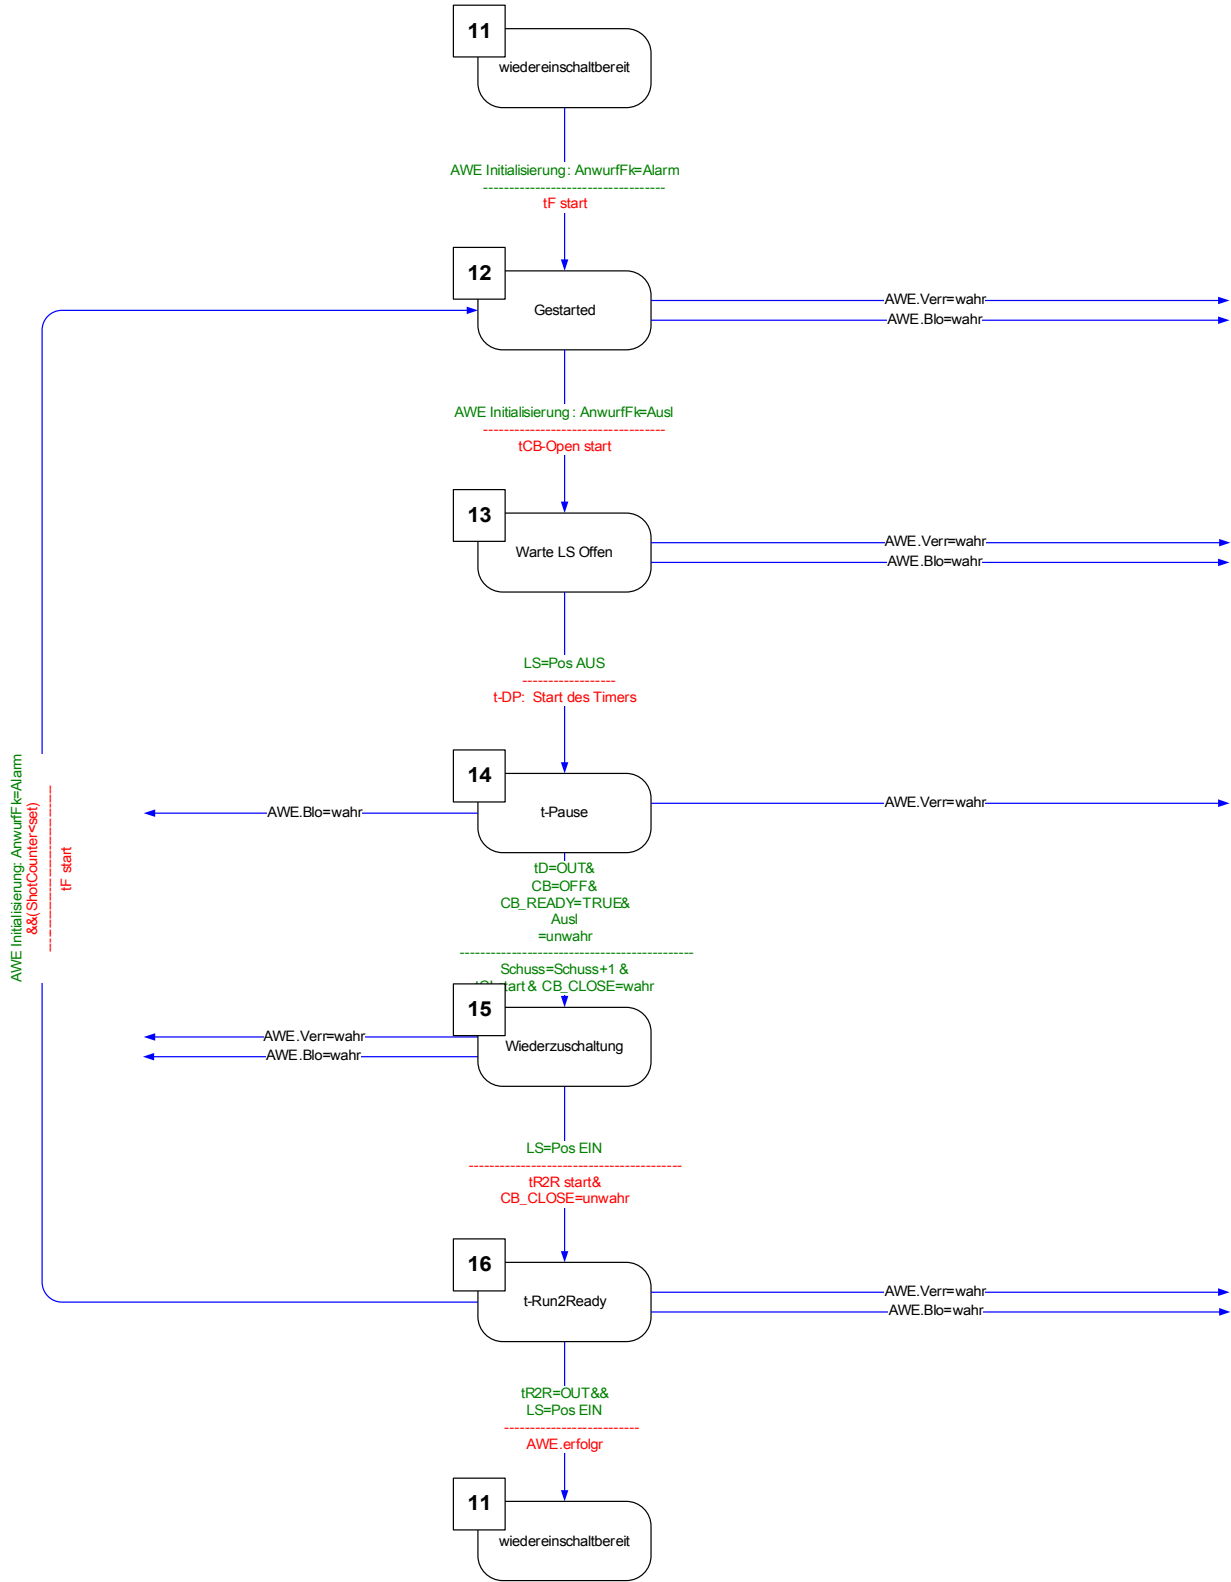 11
wiedereinschaltbereit
AWE Initialisierung: AnwurfFk=Alarm
tF start
12
Gestarted
AWE.Verr=wahr
AWE.Blo=wahr
AWE Initialisierung: AnwurfFk=Ausl
tCB-Open start
13
Warte LS Offen
AWE.Verr=wahr
AWE.Blo=wahr
LS=Pos AUS
t-DP: Start des Timers
14
t-Pause
AWE.Blo=wahr
AWE.Verr=wahr
tD=OUT&
CB=OFF&
CB_READY=TRUE&
Ausl
=unwahr
Schuss=Schuss+1 &
start & CB_CLOSE=wahr
15
Wiederzuschaltung
AWE.Verr=wahr
AWE.Blo=wahr
LS=Pos EIN
tR2R start&
CB_CLOSE=unwahr
16
t-Run2Ready
AWE.Verr=wahr
AWE.Blo=wahr
AWE Initialisierung: AnwurfFk=Alarm
&&(ShotCounter<set)
tF start
tR2R=OUT&&
LS=Pos EIN
AWE.erfolgr
11
wiedereinschaltbereit